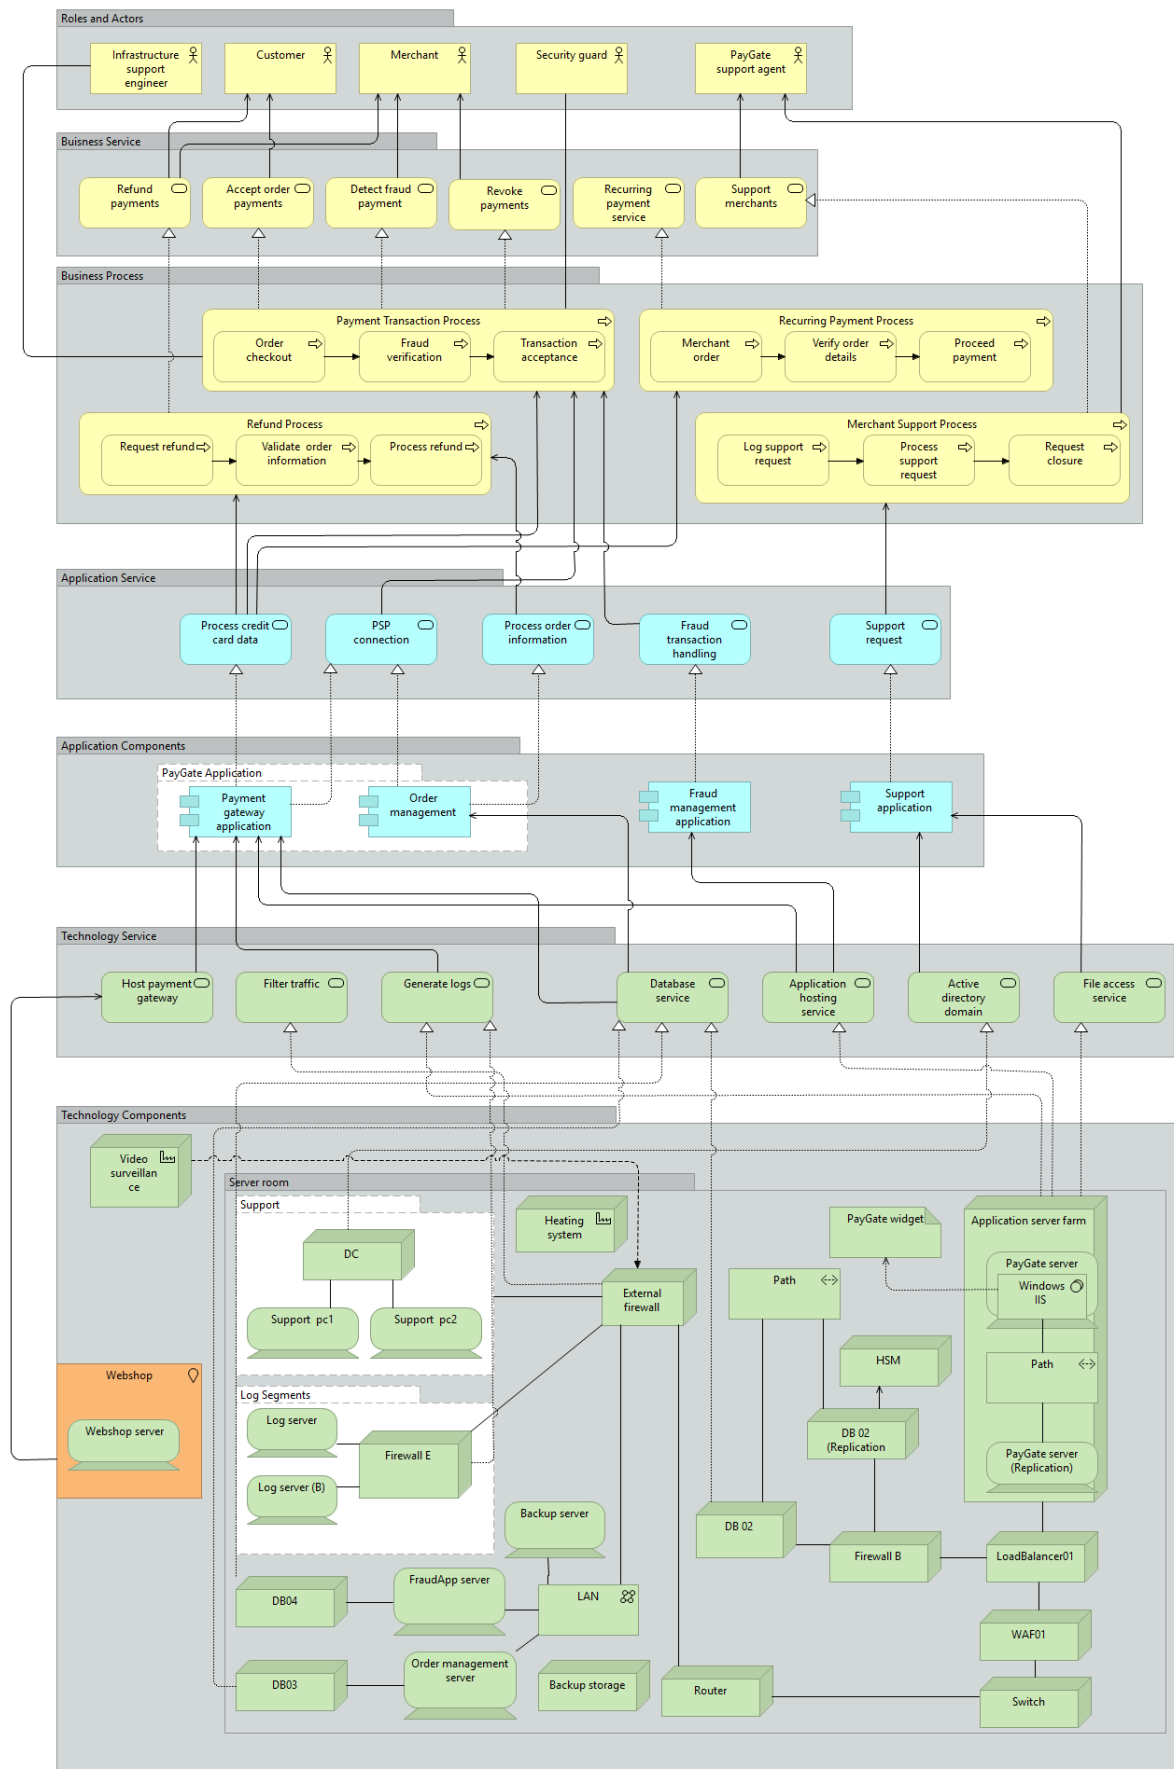 Roles and Actors
Infrastructure
support
engineer
Customer
Merchant
Security guard
PayGate
support agent
Buisness Service
Refund
payments
Accept order
payments
Detect fraud
payment
Revoke
payments
Recurring
payment
service
Support
merchants
Business Process
Payment Transaction Process
Order
checkout
Fraud
verification
Transaction
acceptance
Recurring Payment Process
Merchant
order
Verify order
details
Proceed
payment
Refund Process
Request refund
Validate order
information
Process refund
Merchant Support Process
Log support
request
Process
support
request
Request
closure
Application Service
Process credit
card data
PSP
connection
Process order
information
Fraud
transaction
handling
Support
request
Application Components
PayGate Application
Payment
gateway
application
Order
management
Fraud
management
application
Support
application
Technology Service
Host payment
gateway
Filter traffic
Generate logs
Database
service
Application
hosting
service
Active
directory
domain
File access
service
Technology Components
Video
surveillan
ce
Server room
Support
DC
Support pc1
Support pc2
Heating
system
External
firewall
PayGate widget
Application server farm
PayGate server
Windows
IIS
Path
Path
HSM
DB 02
(Replication
PayGate server
(Replication)
Webshop
Webshop server
Log Segments
Log server
Firewall E
Log server (B)
Backup server
DB 02
Firewall B
LoadBalancer01
FraudApp server
LAN
DB04
WAF01
Order management
server
DB03
Backup storage
Router
Switch